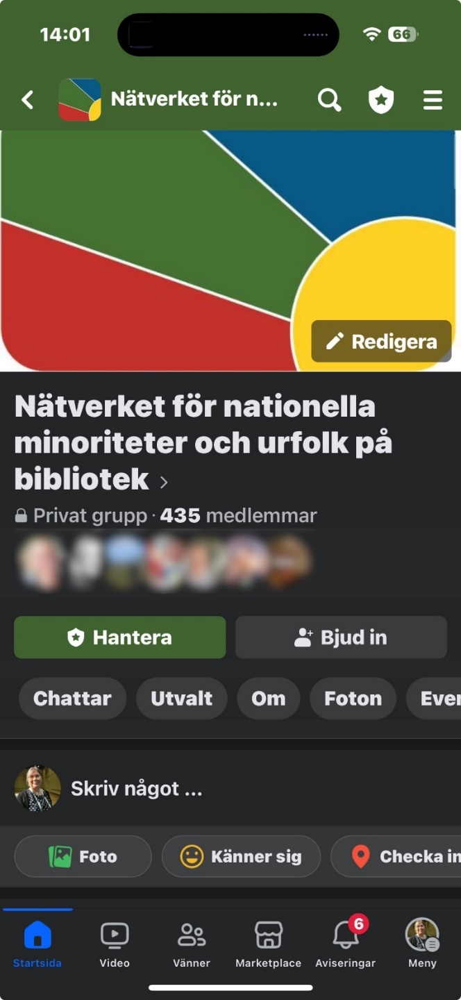 14:01
66
Nätverket för n...
Redigera
Nätverket för nationella
minoriteter och urfolk på
bibliotek
Privat grupp · 435 medlemmar
Hantera
Bjud in
Chattar
Utvalt
Om
Foton
Ever
Skriv något ...
Foto
Känner sig
Checka in
6
Startsida
Video
Vänner
Marketplace
Aviseringar
Meny